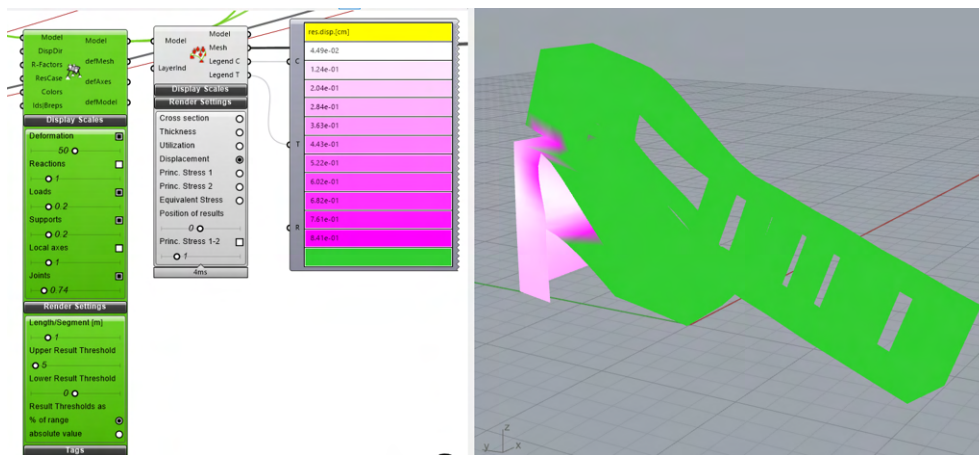 Model
DispDir
R-Factors
ResCase
Colors
Idc|Breps
Model
defMesh
defAxes
defModel
Display Scales
Deformation
50
Reactions
1
Loads
0.2
Supports
0.2
Local axes
1
Joints
0.74
Render Settings
Length/Segment [m]
1
Upper Result Threshold
5
Lower Result Threshold
0
Result Thresholds as
% of range
absolute value
Tags
Model
LayerInd
Model
Mesh
Legend C
Legend T
Display Scales
Render Settings
Cross section
Thickness
Utilization
Displacement
Princ. Stress 1
Princ. Stress 2
Equivalent Stress
Position of results
0
Princ. Stress 1-2
1
4ms
C
T
R
res.disp.[cm]
4.49e-02
1.24e-01
2.04e-01
2.84e-01
3.63e-01
4.43e-01
5.22e-01
6.02e-01
6.82e-01
7.61e-01
8.41e-01
z
y
x